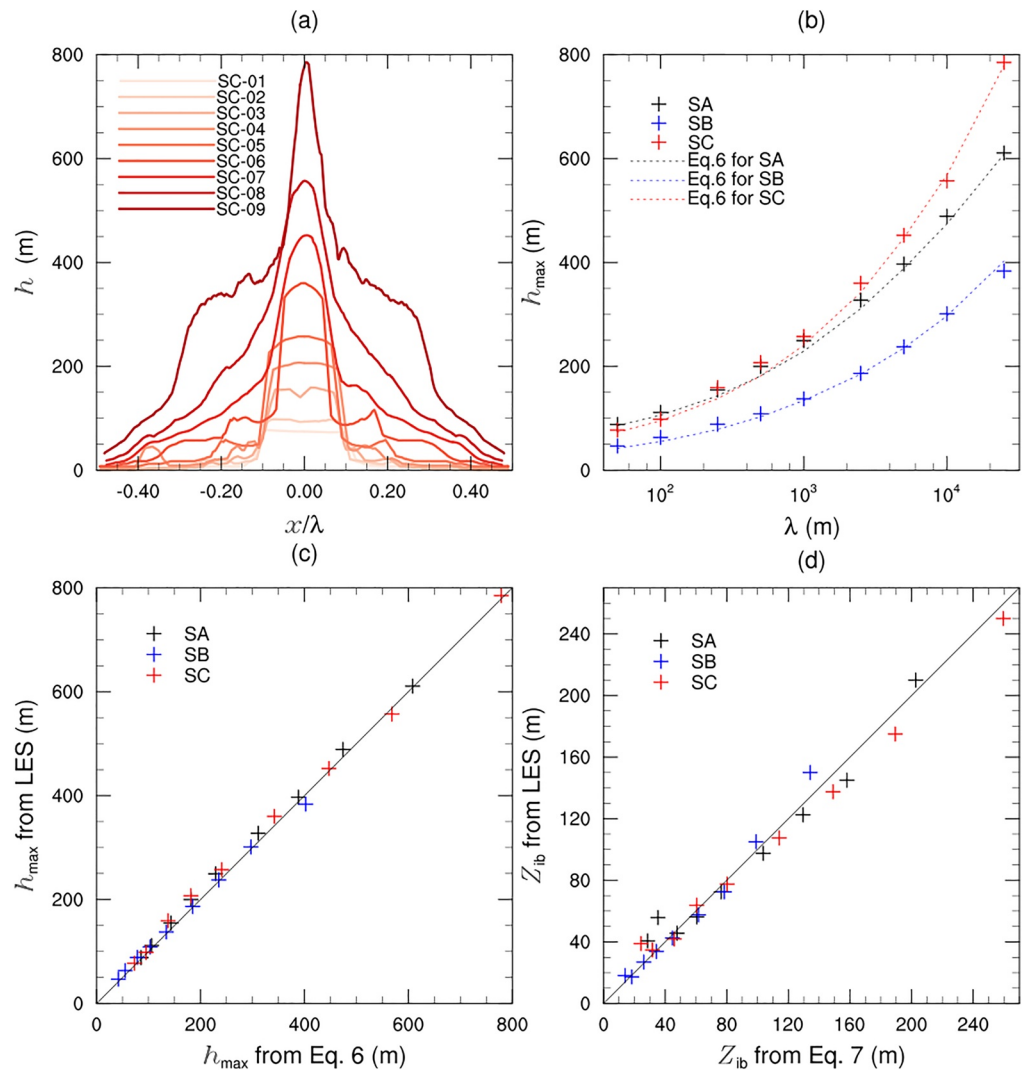 (a)
800
600
400
200
0
h (m)
SC-01
SC-02
SC-03
SC-04
SC-05
SC-06
SC-07
SC-08
SC-09
-0.40 -0.20 0.00 0.20 0.40
x/λ
(b)
800
600
400
200
0
hmax (m)
SA
SB
SC
Eq.6 for SA
Eq.6 for SB
Eq.6 for SC
10² 10³ 10⁴
λ (m)
(c)
800
600
400
200
0
hmax from LES (m)
SA
SB
SC
0 200 400 600 800
hmax from Eq. 6 (m)
(d)
240
200
160
120
80
40
0
Zib from LES (m)
SA
SB
SC
0 40 80 120 160 200 240
Zib from Eq. 7 (m)